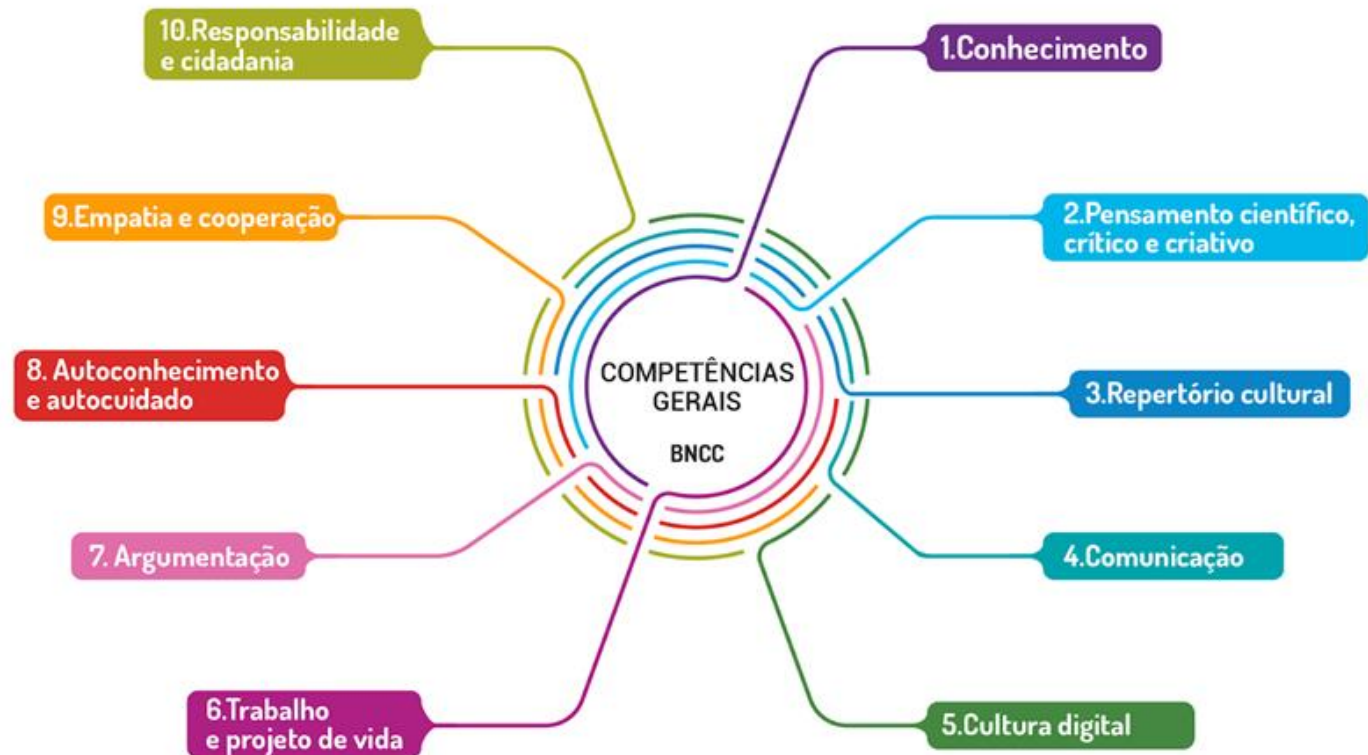 COMPETÊNCIAS
GERAIS
BNCC
1.Conhecimento
2.Pensamento científico,
crítico e criativo
3.Repertório cultural
4.Comunicação
5.Cultura digital
6.Trabalho
e projeto de vida
7. Argumentação
8. Autoconhecimento
e autocuidado
9.Empatia e cooperação
10.Responsabilidade
e cidadania